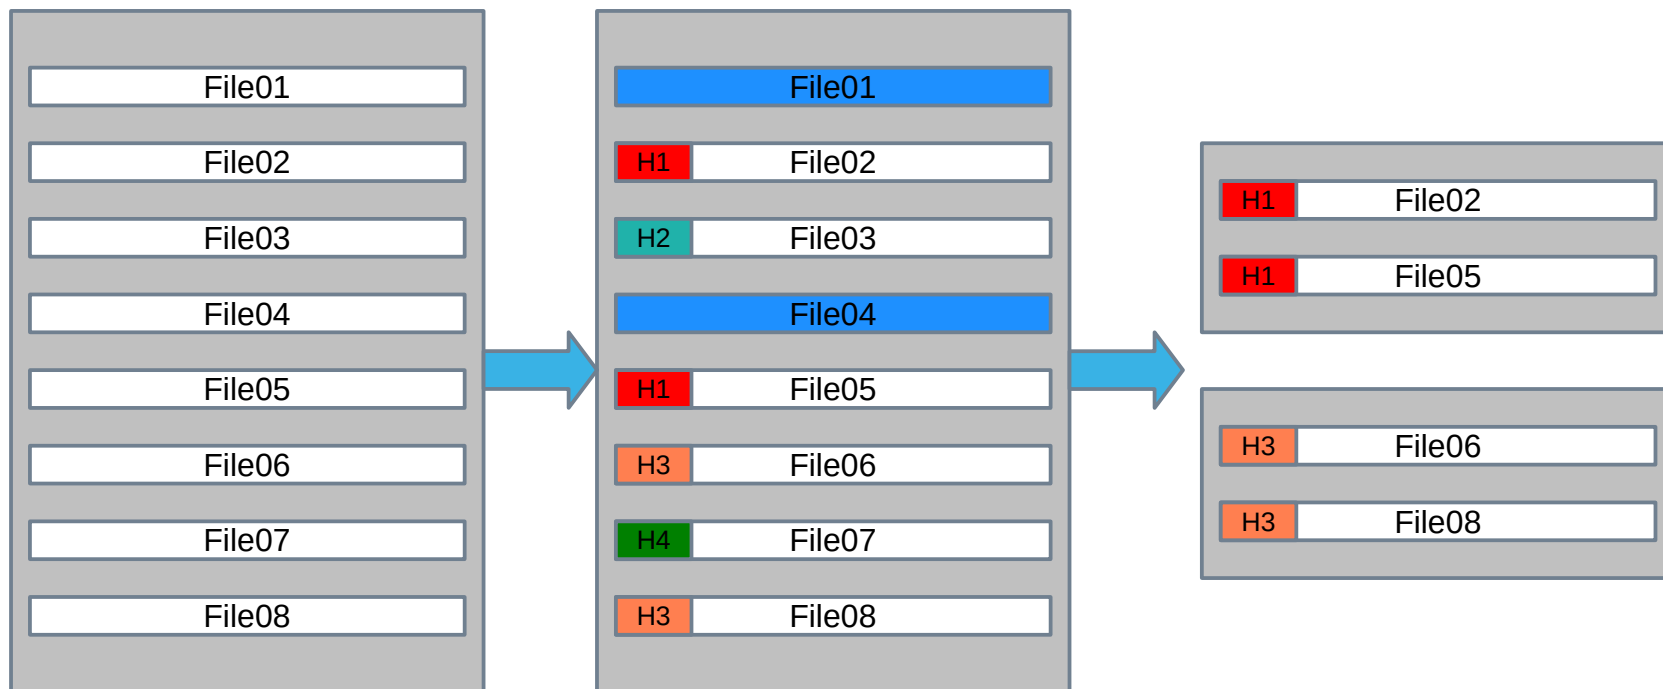 File01
File02
File03
File04
File05
File06
File07
File08
File01
H1 File02
H2 File03
File04
H1 File05
H3 File06
H4 File07
H3 File08
H1 File02
H1 File05
H3 File06
H3 File08